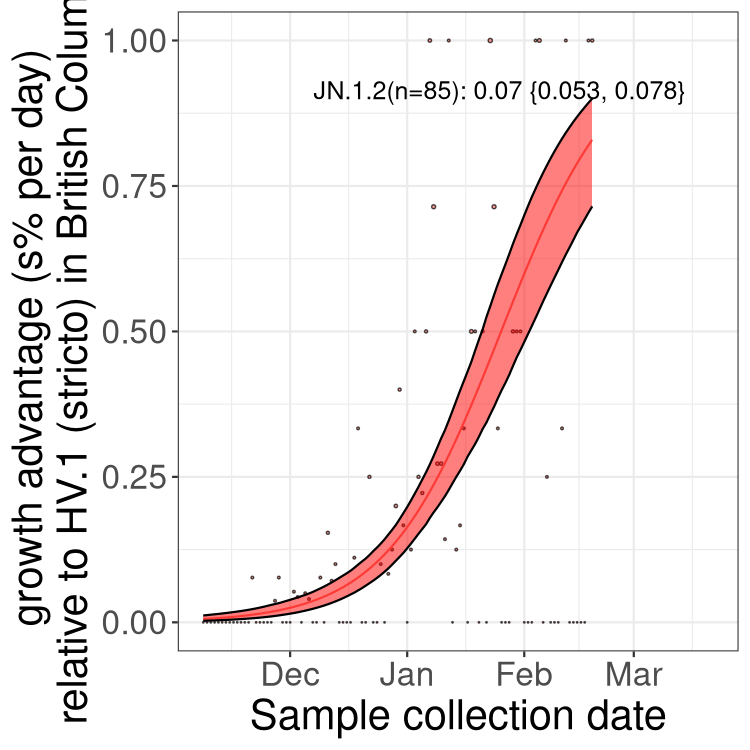 growth advantage (s% per day)
relative to HV.1 (stricto) in British Colum
1.00
0.75
0.50
0.25
0.00
JN.1.2(n=85): 0.07 {0.053, 0.078}
Dec Jan Feb Mar
Sample collection date